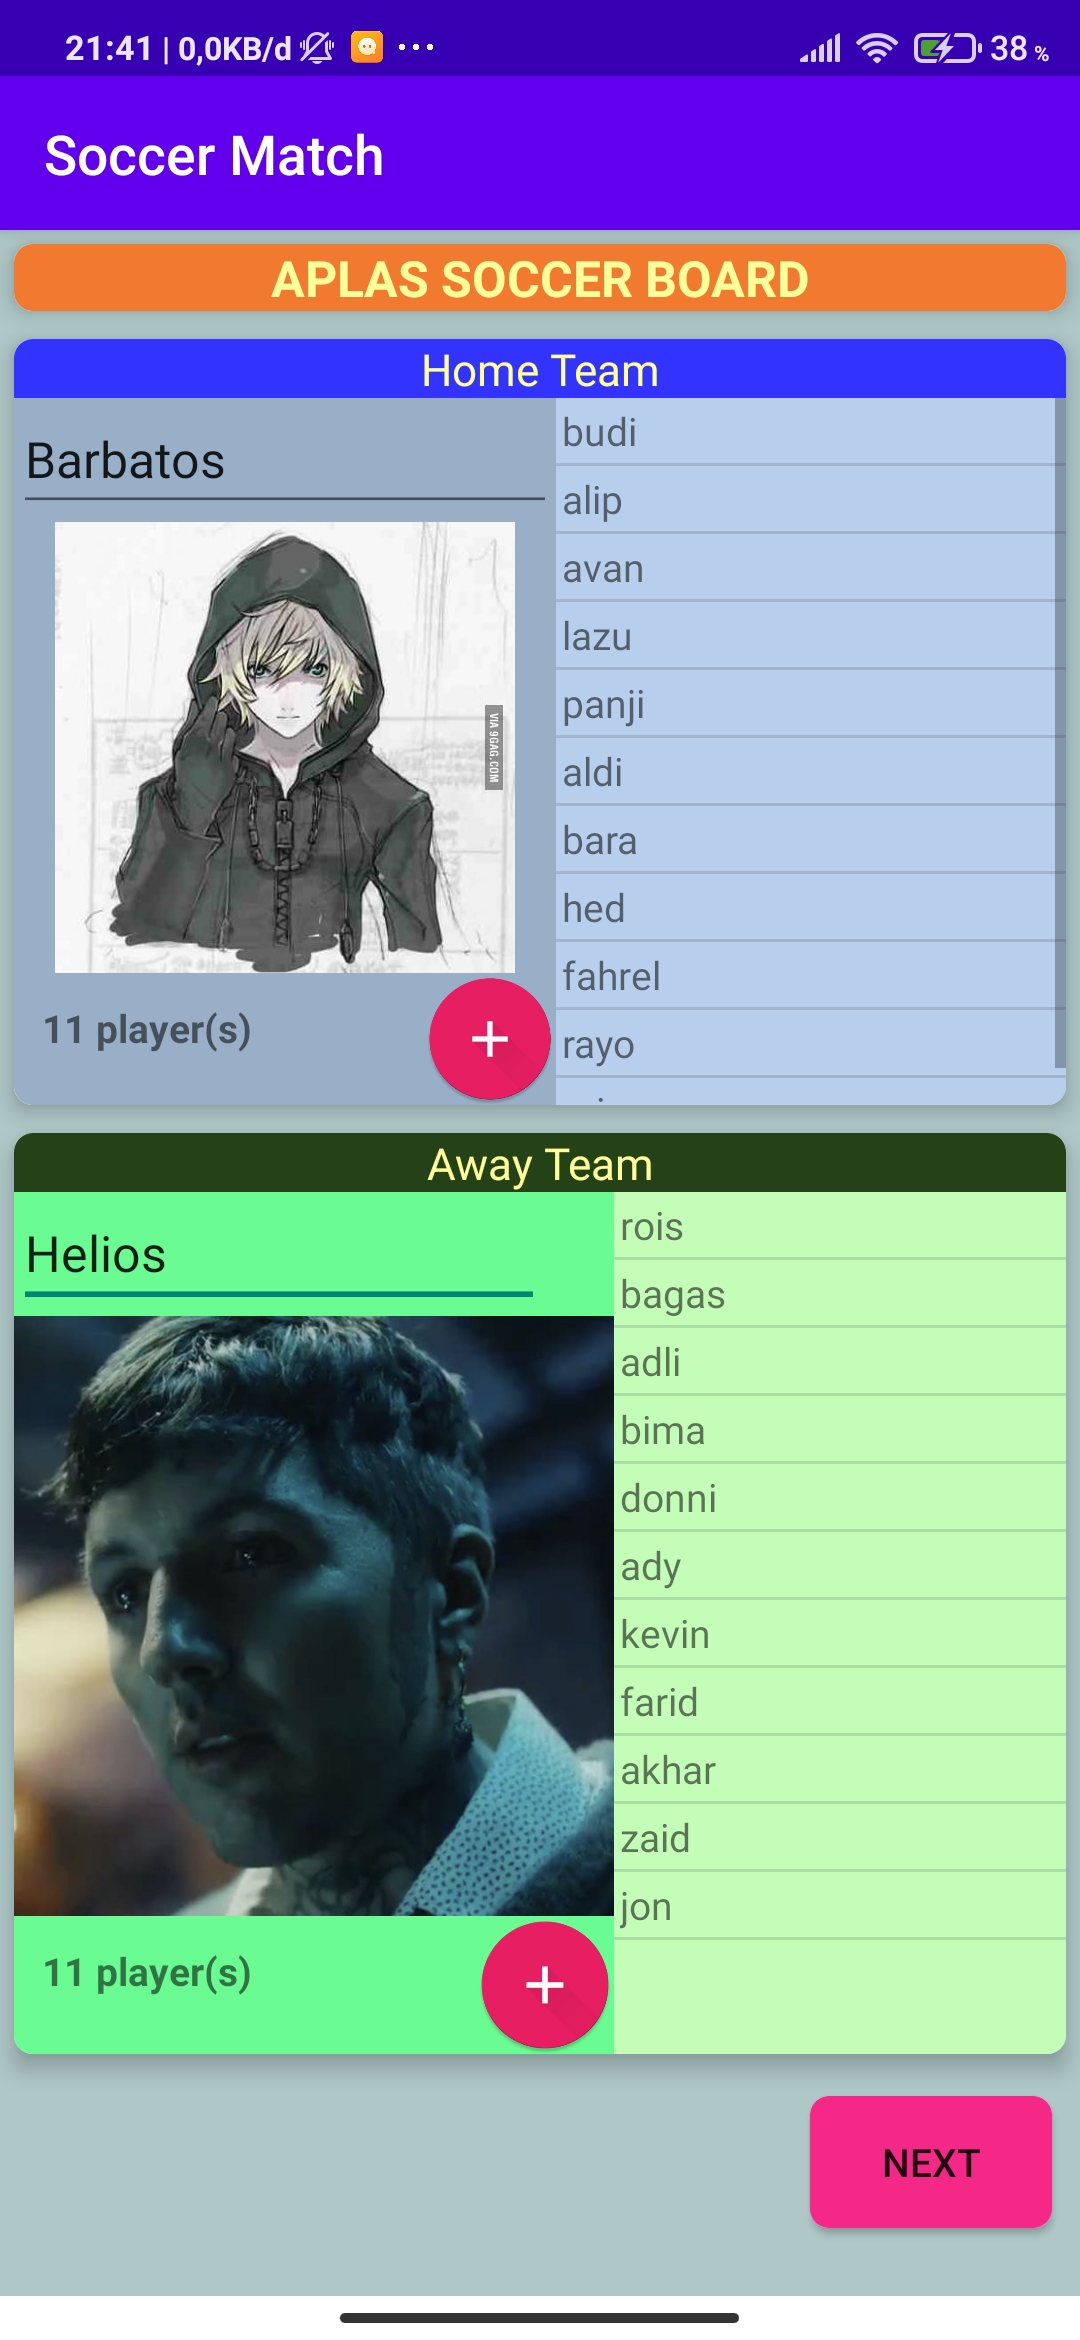 21:41 | 0,0KB/d ... 38 %
Soccer Match
APLAS SOCCER BOARD
Home Team
Barbatos
VIA 9GAG.COM
11 player(s)
budi
alip
avan
lazu
panji
aldi
bara
hed
fahrel
rayo
Away Team
Helios
11 player(s)
rois
bagas
adli
bima
donni
ady
kevin
farid
akhar
zaid
jon
NEXT